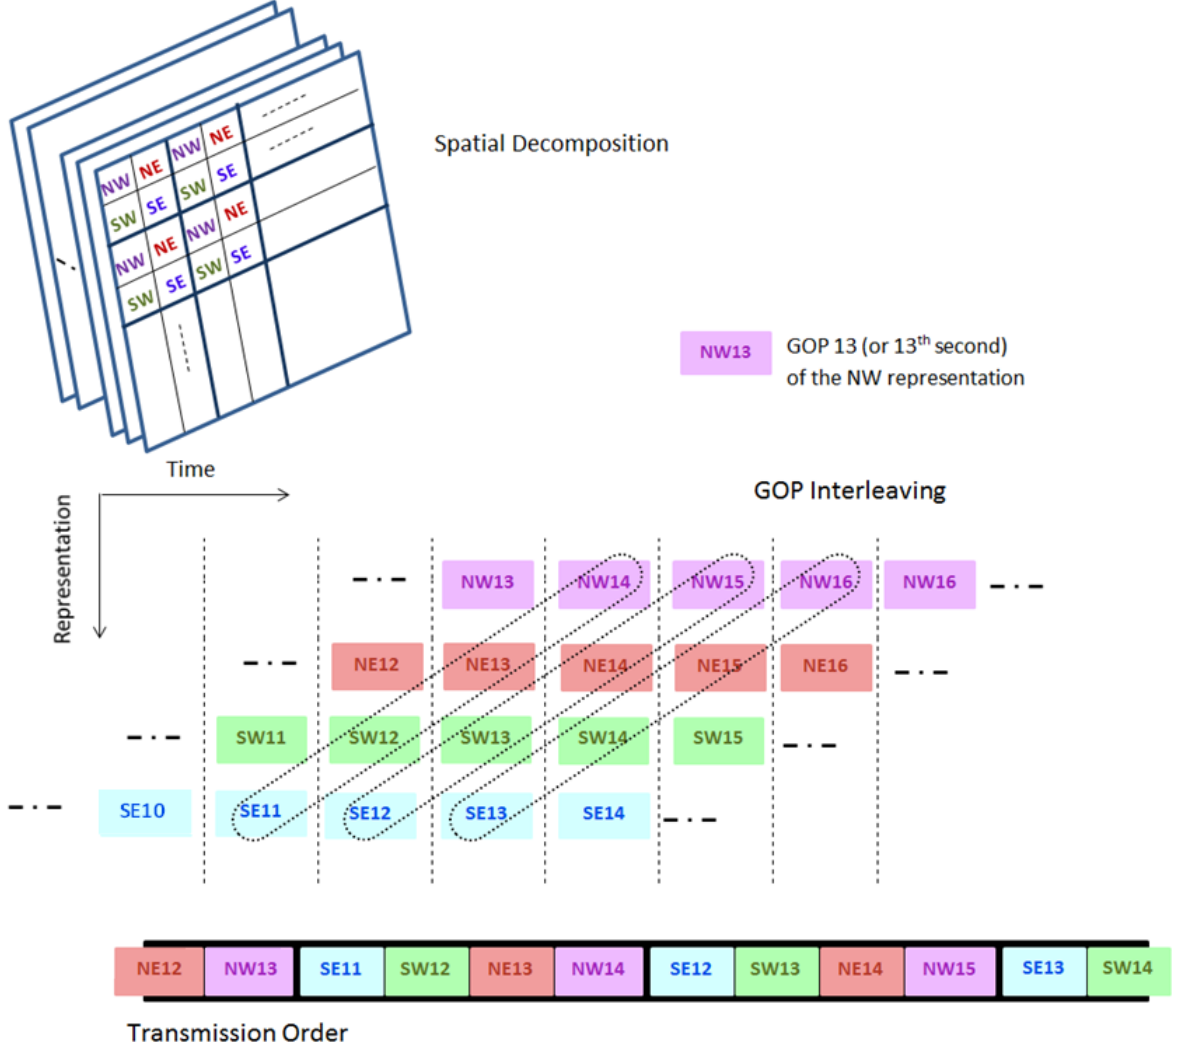 NW NE NW NE
SW SE SW SE
NW NE NW NE
SW SE SW SE
Spatial Decomposition
NW13
GOP 13 (or 13th second)
of the NW representation
Time
Representation
GOP Interleaving
NW13 NW14 NW15 NW16 NW16
NE12 NE13 NE14 NE15 NE16
SW11 SW12 SW13 SW14 SW15
SE10 SE11 SE12 SE13 SE14
NE12 NW13 SE11 SW12 NE13 NW14 SE12 SW13 NE14 NW15 SE13 SW14
Transmission Order